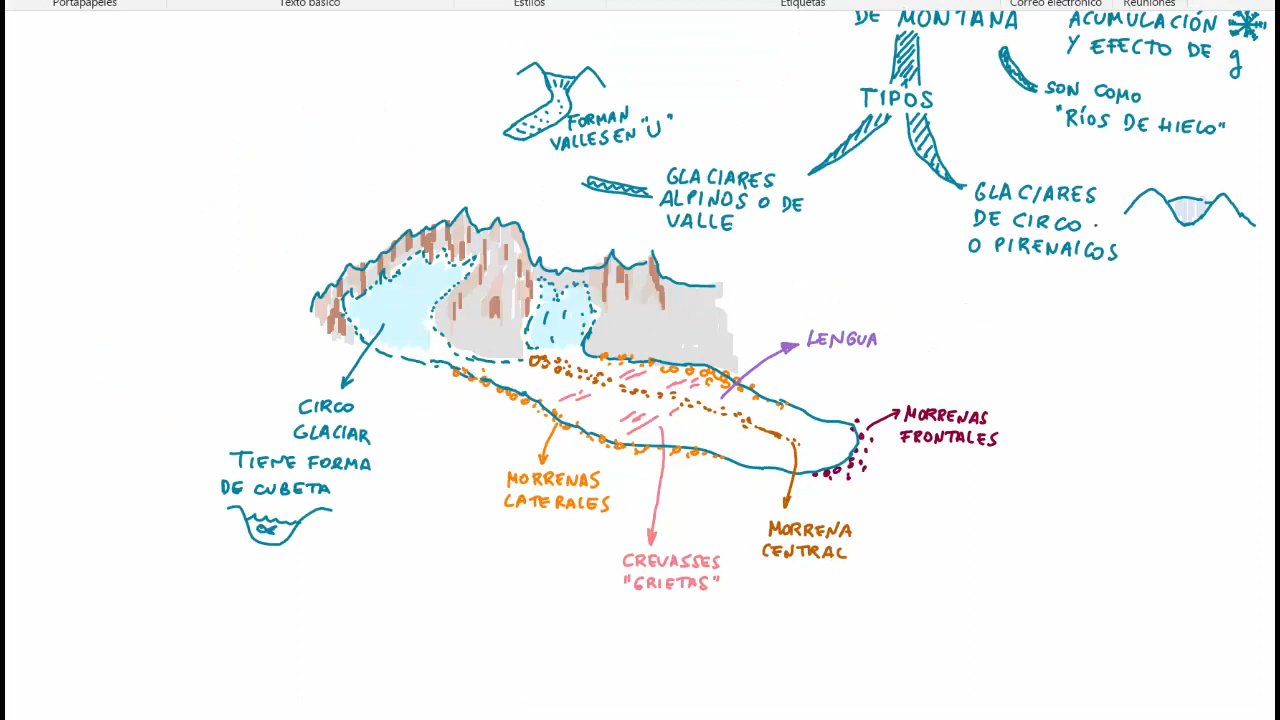 Portapapeles
Texto básico
Estilos
Etiquetas
Correo electrónico
Reuniones
DE MONTAÑA
ACUMULACIÓN
Y EFECTO DE g
SON COMO
"RÍOS DE HIELO"
TIPOS
FORMAN
VALLES EN "U"
GLACIARES
ALPINOS O DE
VALLE
GLACIARES
DE CIRCO
O PIRENAICOS
LENGUA
CIRCO
GLACIAR
TIENE FORMA
DE CUBETA
MORRENAS
FRONTALES
MORRENAS
LATERALES
MORRENA
CENTRAL
CREVASSES
"GRIETAS"